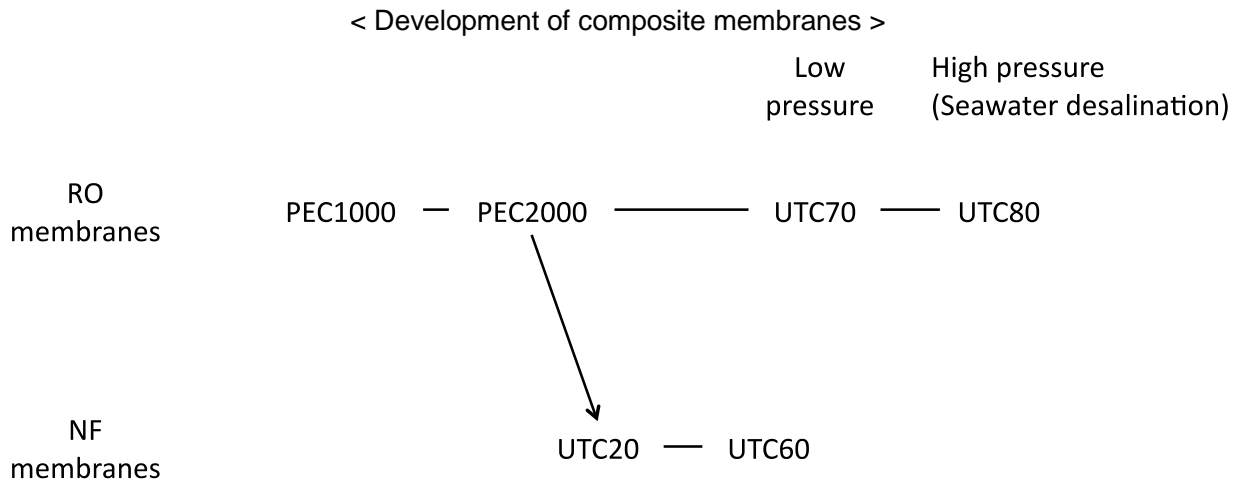 < Development of composite membranes >
Low
pressure
High pressure
(Seawater desalination)
RO
membranes
PEC1000
PEC2000
UTC70
UTC80
NF
membranes
UTC20
UTC60